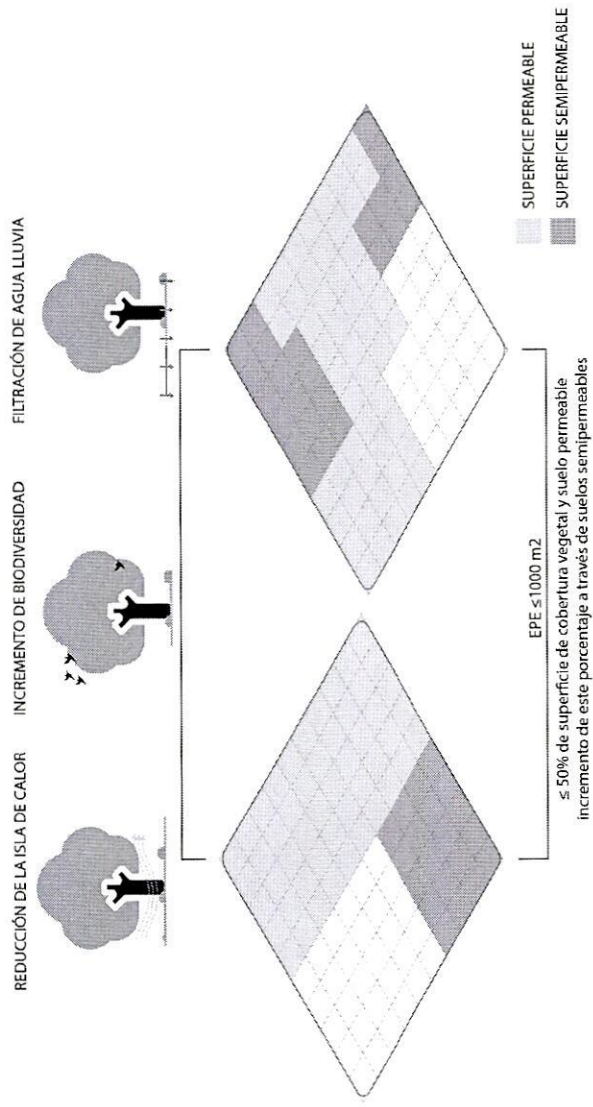 REDUCCIÓN DE LA ISLA DE CALOR
INCREMENTO DE BIODIVERSIDAD
FILTRACIÓN DE AGUA LLUVIA
EPE ≤1000 m2
≤ 50% de superficie de cobertura vegetal y suelo permeable
incremento de este porcentaje a través de suelos semipermeables
SUPERFICIE PERMEABLE
SUPERFICIE SEMIPERMEABLE